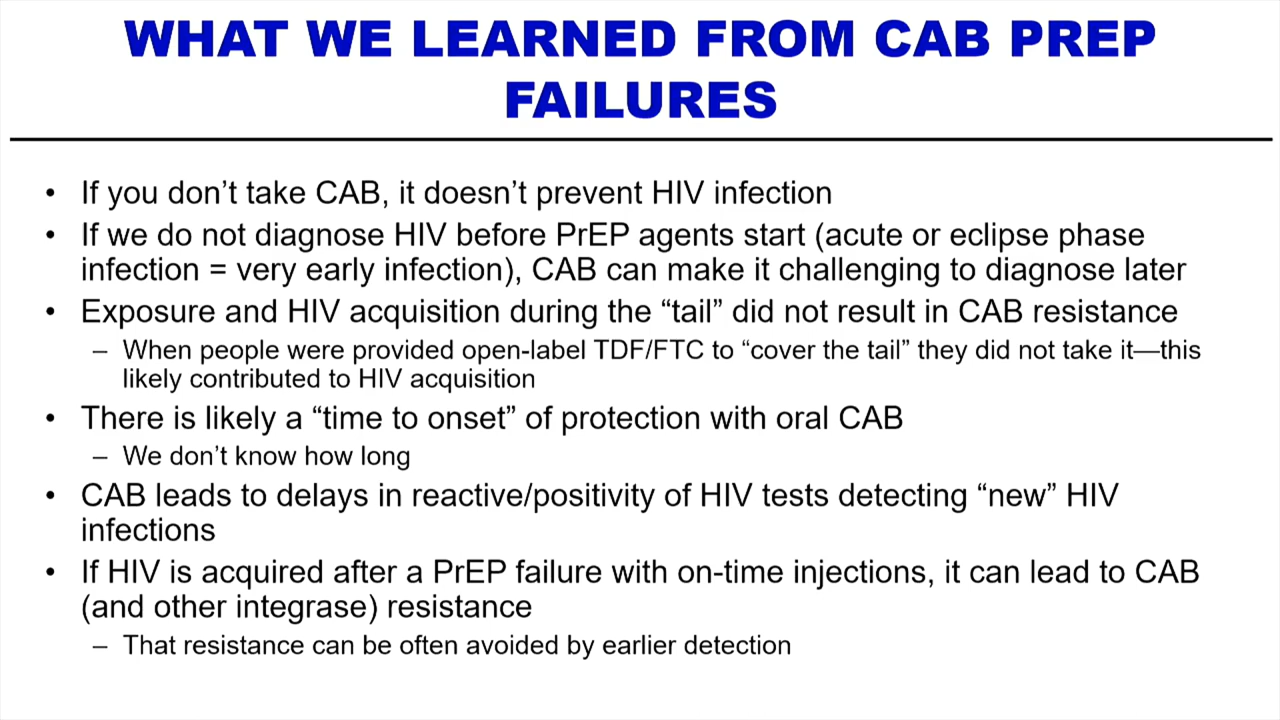 WHAT WE LEARNED FROM CAB PREP
FAILURES
• If you don’t take CAB, it doesn’t prevent HIV infection
• If we do not diagnose HIV before PrEP agents start (acute or eclipse phase
infection = very early infection), CAB can make it challenging to diagnose later
• Exposure and HIV acquisition during the “tail” did not result in CAB resistance
– When people were provided open-label TDF/FTC to “cover the tail” they did not take it—this
likely contributed to HIV acquisition
• There is likely a “time to onset” of protection with oral CAB
– We don’t know how long
• CAB leads to delays in reactive/positivity of HIV tests detecting “new” HIV
infections
• If HIV is acquired after a PrEP failure with on-time injections, it can lead to CAB
(and other integrase) resistance
– That resistance can be often avoided by earlier detection